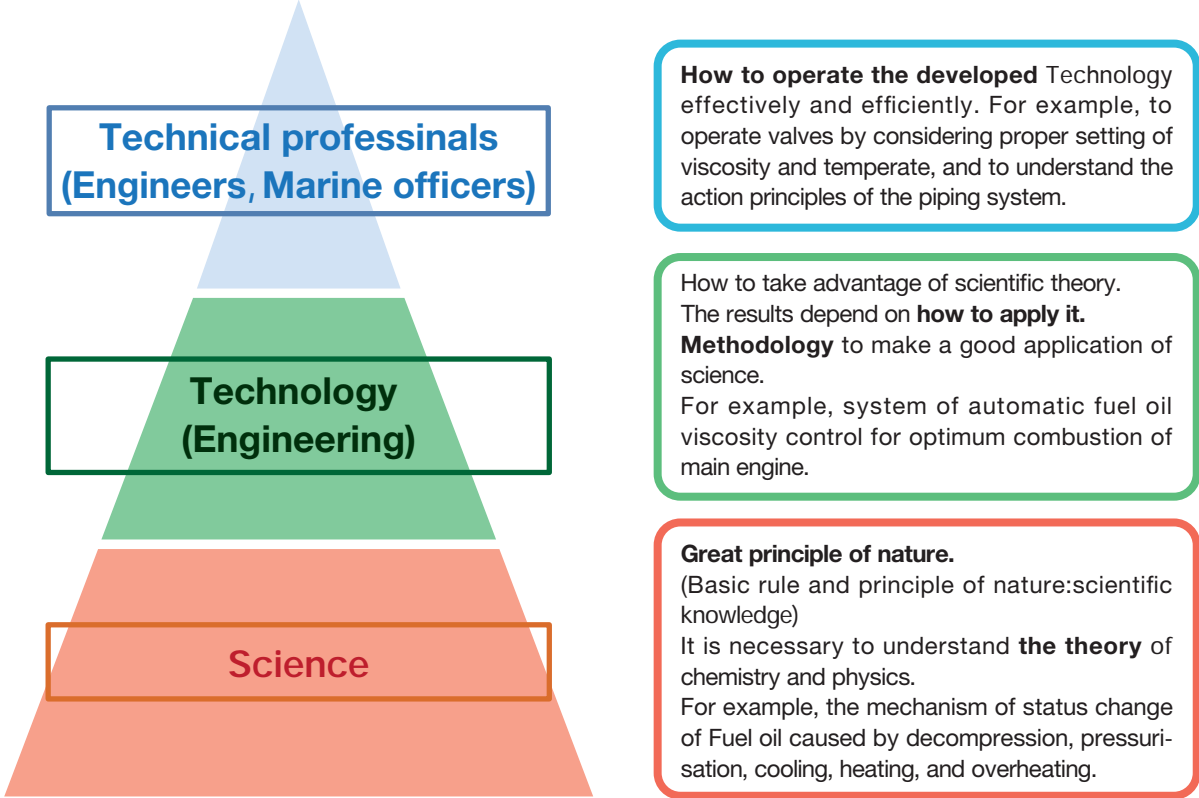 Technical professinals
(Engineers, Marine officers)
How to operate the developed Technology
effectively and efficiently. For example, to
operate valves by considering proper setting of
viscosity and temperate, and to understand the
action principles of the piping system.
Technology
(Engineering)
How to take advantage of scientific theory.
The results depend on how to apply it.
Methodology to make a good application of
science.
For example, system of automatic fuel oil
viscosity control for optimum combustion of
main engine.
Science
Great principle of nature.
(Basic rule and principle of nature:scientific
knowledge)
It is necessary to understand the theory of
chemistry and physics.
For example, the mechanism of status change
of Fuel oil caused by decompression, pressuri-
sation, cooling, heating, and overheating.